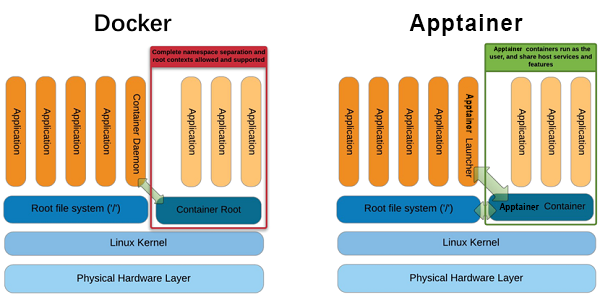 Docker
Complete namespace separation and
root contexts allowed and supported
Application
Application
Application
Application
Container Daemon
Application
Application
Application
Root file system ('/')
Container Root
Linux Kernel
Physical Hardware Layer
Apptainer
Apptainer containers run as the
user, and share host services and
features
Application
Application
Application
Application
Apptainor Launcher
Application
Application
Application
Root file system ('/')
Apptainer Container
Linux Kernel
Physical Hardware Layer